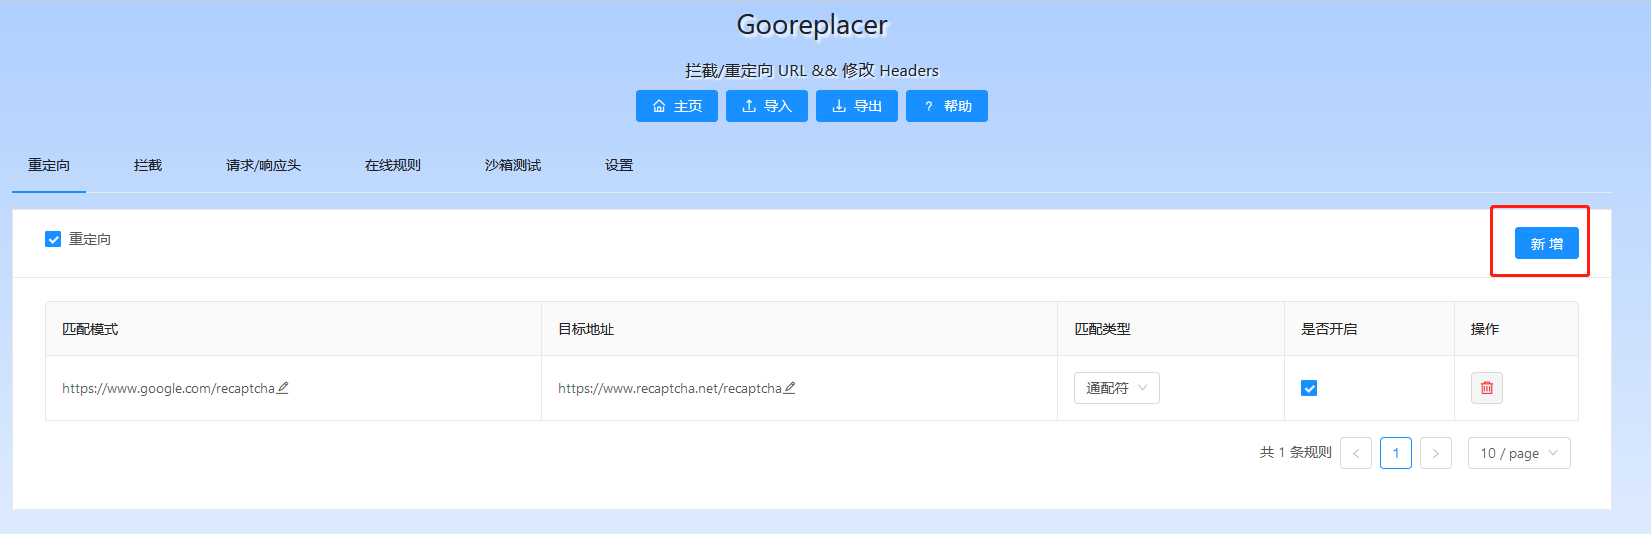 Gooreplacer
拦截/重定向 URL && 修改 Headers
主页 导入 导出 ? 帮助
重定向 拦截 请求/响应头 在线规则 沙箱测试 设置
重定向 新 增
匹配模式 目标地址 匹配类型 是否开启 操作
https://www.google.com/recaptcha https://www.recaptcha.net/recaptcha 通配符
共 1 条规则 < 1 > 10 / page